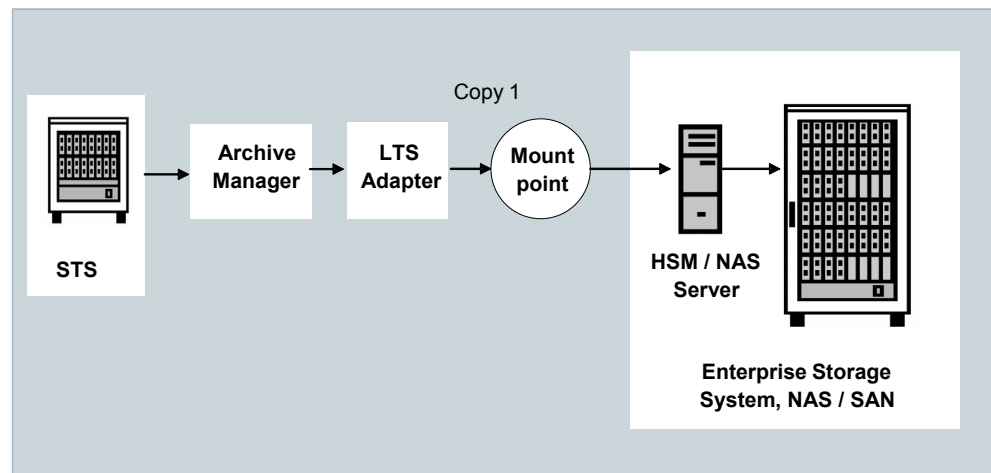 Copy 1
STS
Archive
Manager
LTS
Adapter
Mount
point
HSM / NAS
Server
Enterprise Storage
System, NAS / SAN